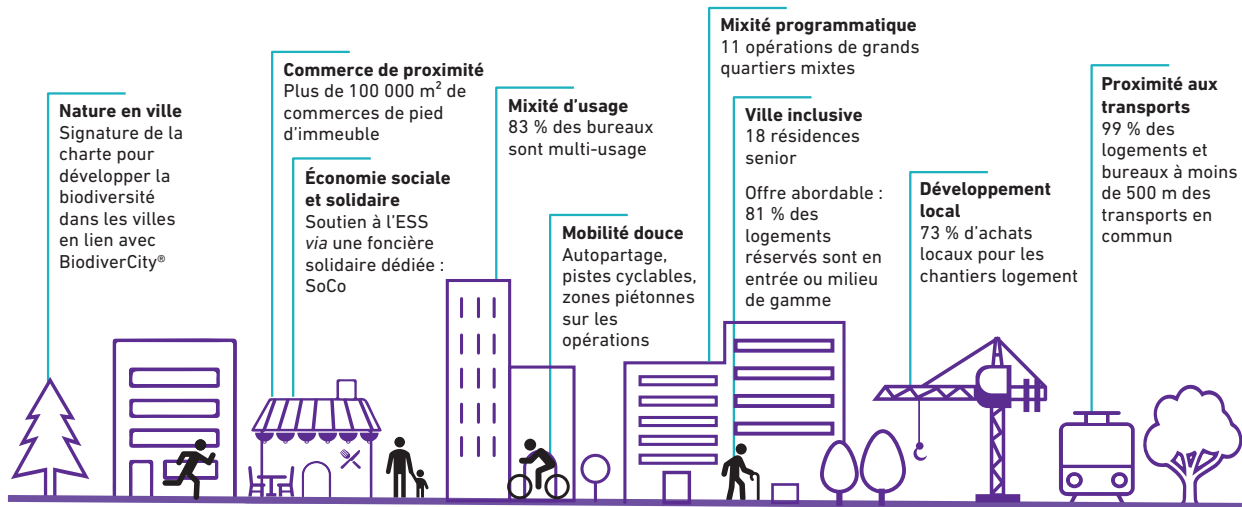 Nature en ville
Signature de la
charte pour
développer la
biodiversité
dans les villes
en lien avec
BiodiverCity®
Commerce de proximité
Plus de 100 000 m² de
commerces de pied
d'immeuble
Économie sociale
et solidaire
Soutien à l'ESS
via une foncière
solidaire dédiée :
SoCo
Mixité d'usage
83 % des bureaux
sont multi-usage
Mobilité douce
Autopartage,
pistes cyclables,
zones piétonnes
sur les
opérations
Mixité programmatique
11 opérations de grands
quartiers mixtes
Ville inclusive
18 résidences
senior
Offre abordable :
81 % des
logements
réservés sont en
entrée ou milieu
de gamme
Développement
local
73 % d'achats
locaux pour les
chantiers logement
Proximité aux
transports
99 % des
logements et
bureaux à moins
de 500 m des
transports en
commun